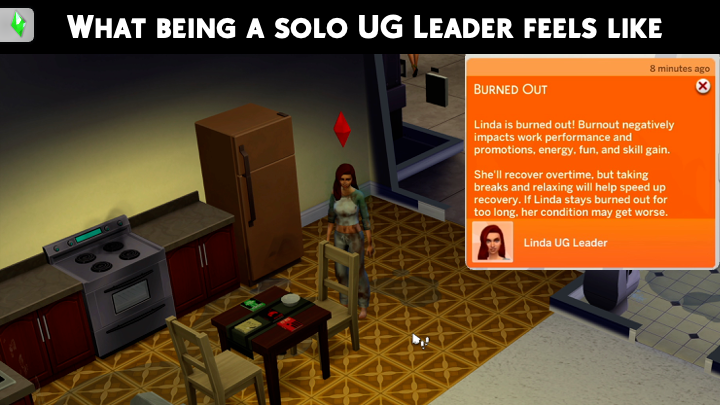 What being a solo UG Leader feels like
8 minutes ago
Burned Out
Linda is burned out! Burnout negatively
impacts work performance and
promotions, energy, fun, and skill gain.
She'll recover overtime, but taking
breaks and relaxing will help speed up
recovery. If Linda stays burned out for
too long, her condition may get worse.
Linda UG Leader